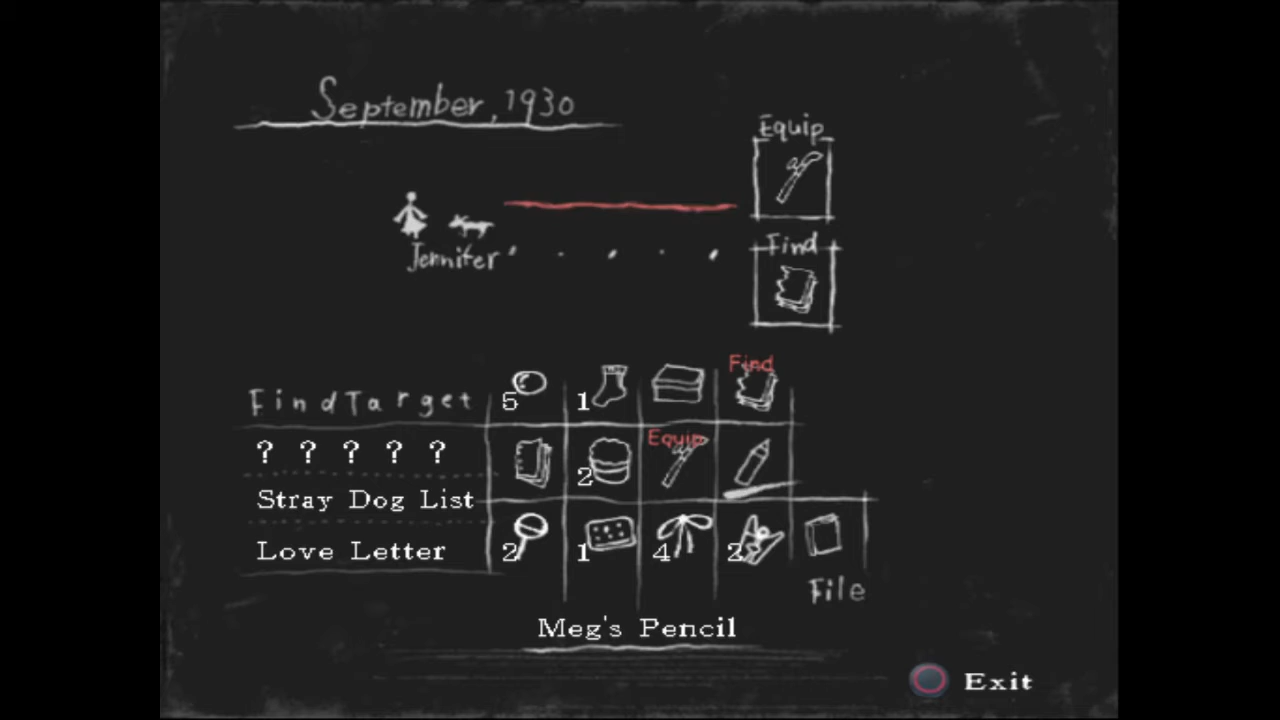 September, 1930
Equip
Find
Jennifer
Find
5
1
FindTarget
Equip
? ? ? ? ?
2
Stray Dog List
Love Letter
2
1
4
2
File
Meg's Pencil
Exit